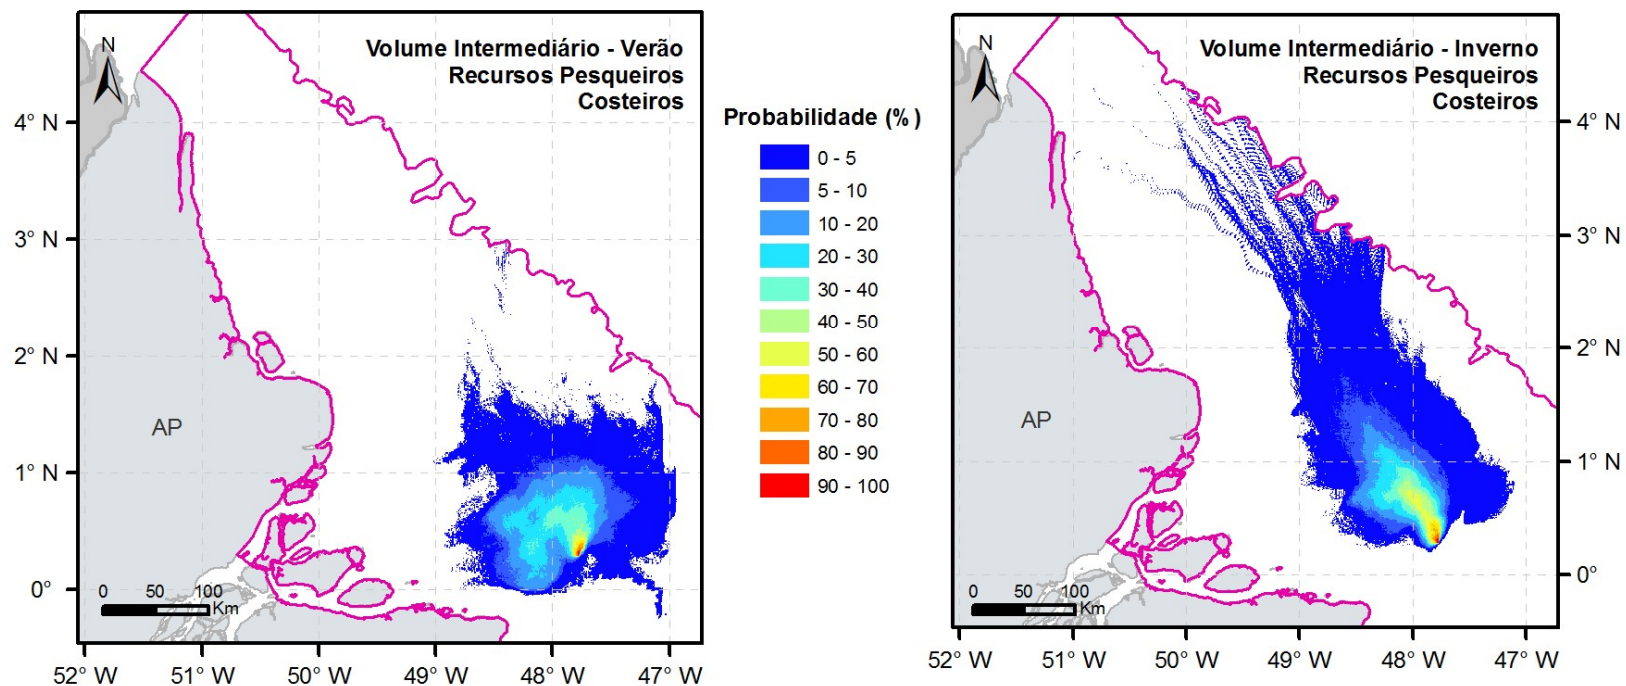 N
Volume Intermediário - Verão
Recursos Pesqueiros
Costeiros
4° N
3° N
2° N
1° N
0°
AP
0 50 100
Km
52° W 51° W 50° W 49° W 48° W 47° W
Probabilidade (%)
0 - 5
5 - 10
10 - 20
20 - 30
30 - 40
40 - 50
50 - 60
60 - 70
70 - 80
80 - 90
90 - 100
N
Volume Intermediário - Inverno
Recursos Pesqueiros
Costeiros
4° N
3° N
2° N
1° N
0°
AP
0 50 100
Km
52° W 51° W 50° W 49° W 48° W 47° W